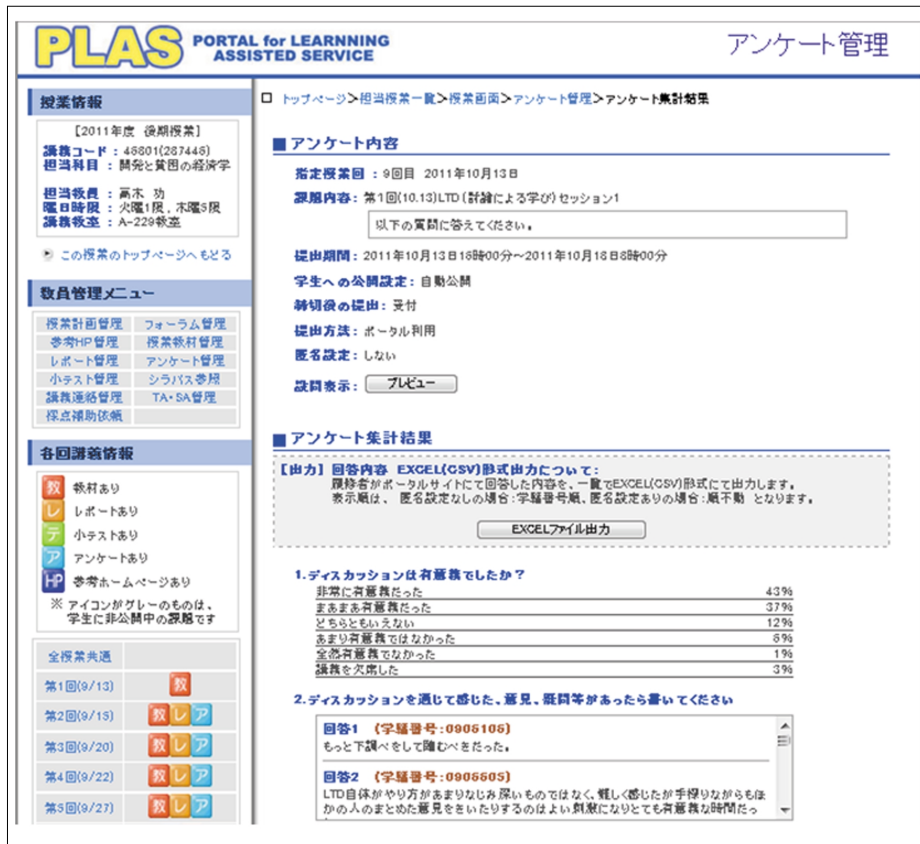 PLAS PORTAL for LEARNNING
ASSISTED SERVICE
アンケート管理
授業情報
【2011年度 後期授業】
講義コード : 46801(287446)
担当科目 : 開発と貧困の経済学
担当教員 : 高木 功
曜日時限 : 火曜1限, 木曜5限
講義教室 : A-229教室
この授業のトップページへもどる
教員管理メニュー
授業計画管理 フォーラム管理
参考HP管理 授業教材管理
レポート管理 アンケート管理
小テスト管理 シラバス参照
講義連絡管理 TA・SA管理
採点補助依頼
各回講義情報
教 教材あり
レ レポートあり
テ 小テストあり
ア アンケートあり
HP 参考ホームページあり
※ アイコンがグレーのものは、
学生に非公開中の課題です
全授業共通
第1回(9/13) 教
第2回(9/15) 教 レ ア
第3回(9/20) 教 レ ア
第4回(9/22) 教 レ ア
第5回(9/27) 教 レ ア
トップページ>担当授業一覧>授業画面>アンケート管理>アンケート集計結果
アンケート内容
指定授業回 : 9回目 2011年10月13日
課題内容 : 第1回(10.13)LTD(討論による学び)セッション1
以下の質問に答えてください。
提出期間 : 2011年10月13日16時00分~2011年10月18日8時00分
学生への公開設定 : 自動公開
締切後の提出 : 受付
提出方法 : ポータル利用
匿名設定 : しない
設問表示 : プレビュー
アンケート集計結果
【出力】回答内容 EXCEL(CSV)形式出力について:
履修者がポータルサイトにて回答した内容を、一覧でEXCEL(CSV)形式にて出力します。
表示順は、 匿名設定なしの場合:学籍番号順、匿名設定ありの場合:順不動 となります。
EXCELファイル出力
1.ディスカッションは有意義でしたか?
非常に有意義だった 43%
まあまあ有意義だった 37%
どちらともいえない 12%
あまり有意義ではなかった
全然有意義でなかった 1%
講義を欠席した 3%
2.ディスカッションを通じて感じた、意見、疑問等があったら書いてください
回答1 (学籍番号:0905105)
もっと下調べをして臨むべきだった。
回答2 (学籍番号:0905605)
LTD自体がやり方があまりなじみ深いものではなく、難しく感じたが手探りながらもほ
かの人のまとめた意見をきいたりするのはよい刺激になりとても有意義な時間だっ